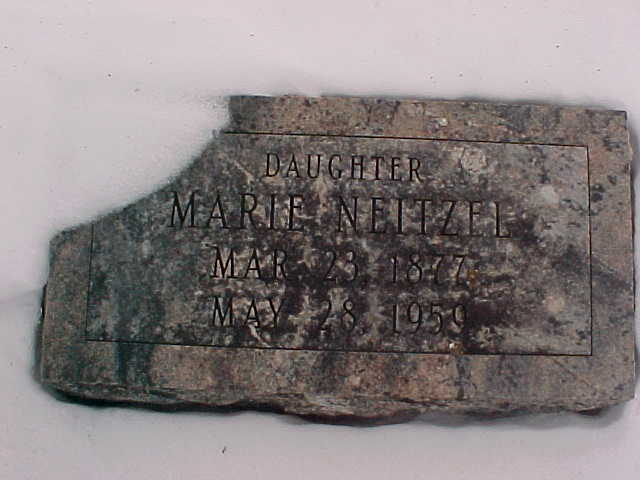 DAUGHTER
MARIE NEITZEL
MAR. 23, 1877
MAY 28, 1959